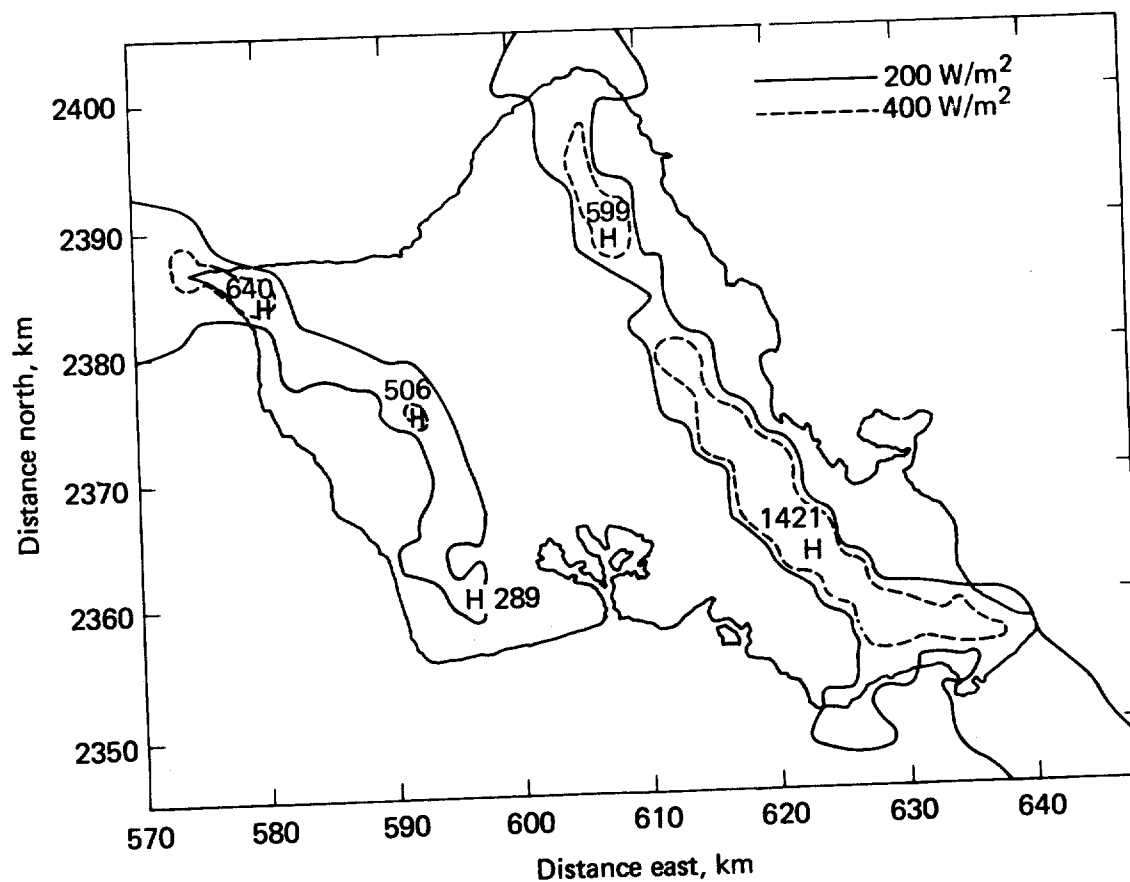 200 W/m²
400 W/m²
2400
2390
2380
2370
2360
2350
Distance north, km
599
H
640
H
506
H
1421
H
H 289
570
580
590
600
610
620
630
640
Distance east, km